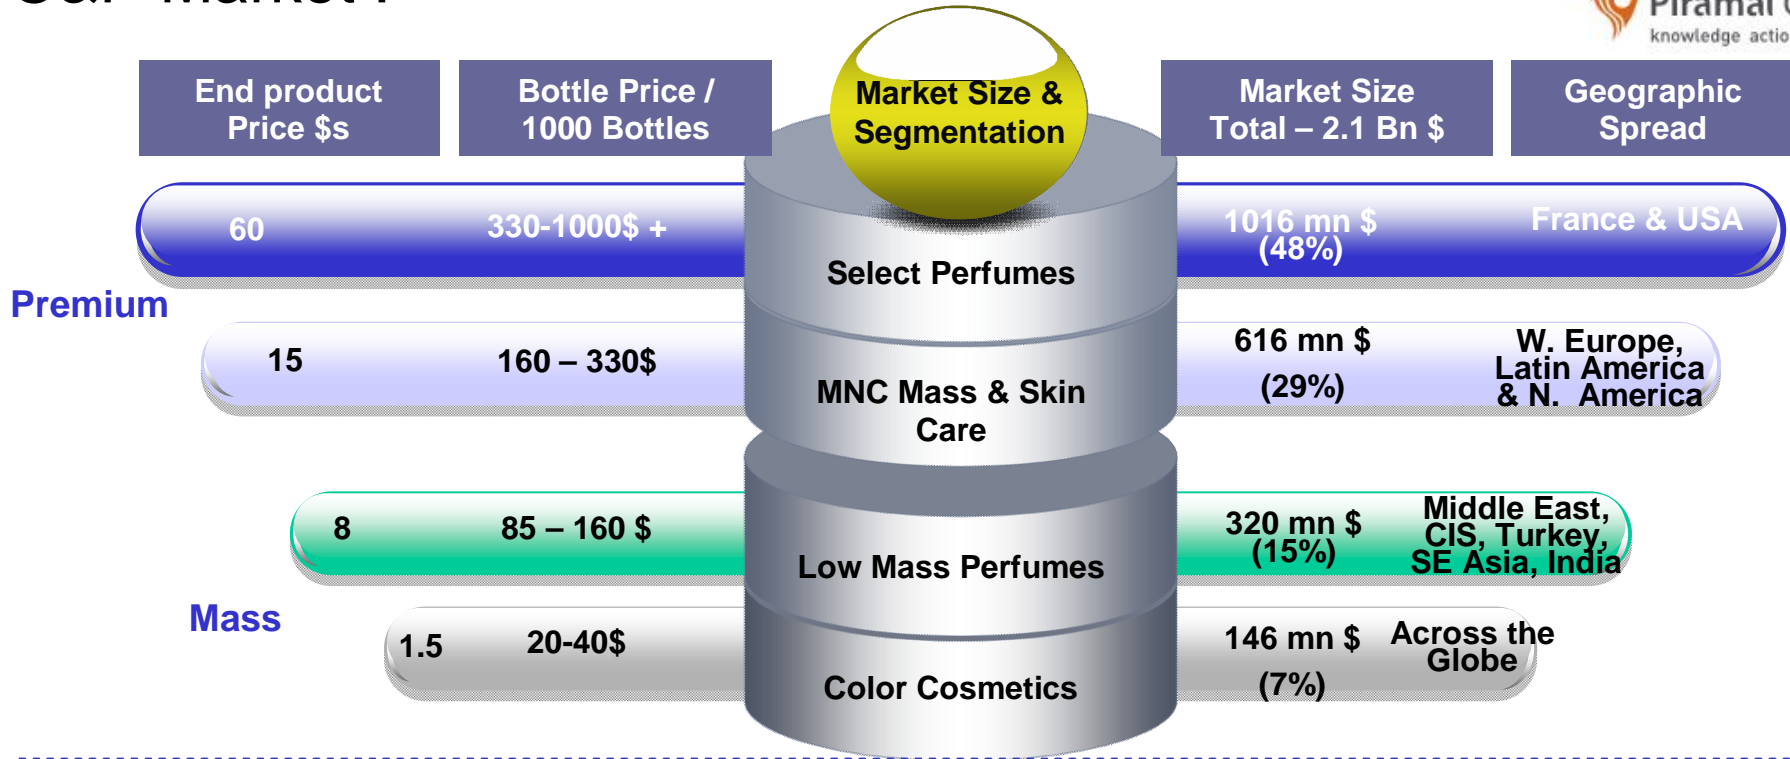 Market
Piramal
knowledge actio
End product
Price $s
Bottle Price /
1000 Bottles
Market Size &
Segmentation
Market Size
Total – 2.1 Bn $
Geographic
Spread
60
330-1000$ +
Select Perfumes
1016 mn $
(48%)
France & USA
Premium
15
160 – 330$
MNC Mass & Skin
Care
616 mn $
(29%)
W. Europe,
Latin America
& N. America
8
85 – 160 $
Low Mass Perfumes
320 mn $
(15%)
Middle East,
CIS, Turkey,
SE Asia, India
Mass
1.5
20-40$
Color Cosmetics
146 mn $
(7%)
Across the
Globe